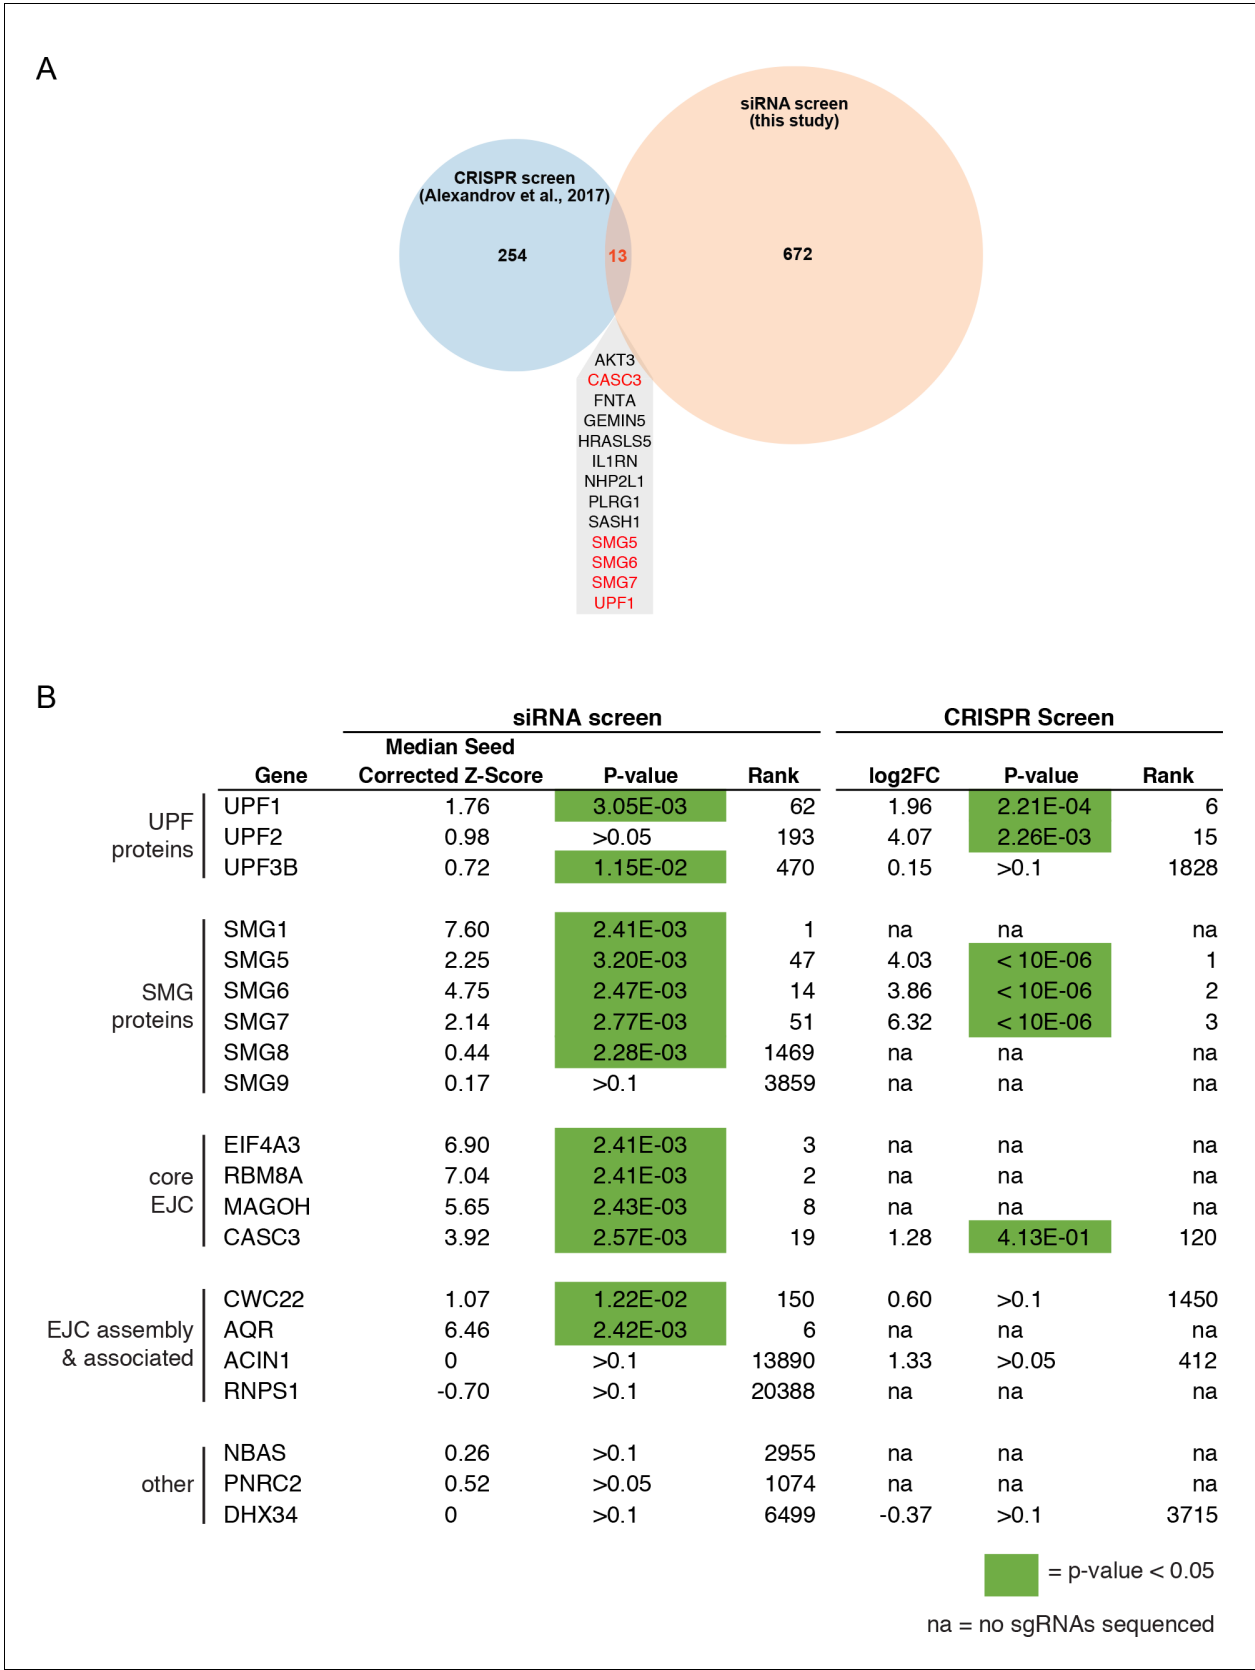 A
siRNA screen
(this study)
CRISPR screen
(Alexandrov et al., 2017)
254
13
672
AKT3
CASC3
FNTA
GEMIN5
HRASLS5
IL1RN
NHP2L1
PLRG1
SASH1
SMG5
SMG6
SMG7
UPF1
B
siRNA screen CRISPR Screen
Median Seed
Gene Corrected Z-Score P-value Rank log2FC P-value Rank
UPF proteins
UPF1 1.76 3.05E-03 62 1.96 2.21E-04 6
UPF2 0.98 >0.05 193 4.07 2.26E-03 15
UPF3B 0.72 1.15E-02 470 0.15 >0.1 1828
SMG proteins
SMG1 7.60 2.41E-03 1 na na na
SMG5 2.25 3.20E-03 47 4.03 < 10E-06 1
SMG6 4.75 2.47E-03 14 3.86 < 10E-06 2
SMG7 2.14 2.77E-03 51 6.32 < 10E-06 3
SMG8 0.44 2.28E-03 1469 na na na
SMG9 0.17 >0.1 3859 na na na
core EJC
EIF4A3 6.90 2.41E-03 3 na na na
RBM8A 7.04 2.41E-03 2 na na na
MAGOH 5.65 2.43E-03 8 na na na
CASC3 3.92 2.57E-03 19 1.28 4.13E-01 120
EJC assembly & associated
CWC22 1.07 1.22E-02 150 0.60 >0.1 1450
AQR 6.46 2.42E-03 6 na na na
ACIN1 0 >0.1 13890 1.33 >0.05 412
RNPS1 -0.70 >0.1 20388 na na na
other
NBAS 0.26 >0.1 2955 na na na
PNRC2 0.52 >0.05 1074 na na na
DHX34 0 >0.1 6499 -0.37 >0.1 3715
= p-value < 0.05
na = no sgRNAs sequenced